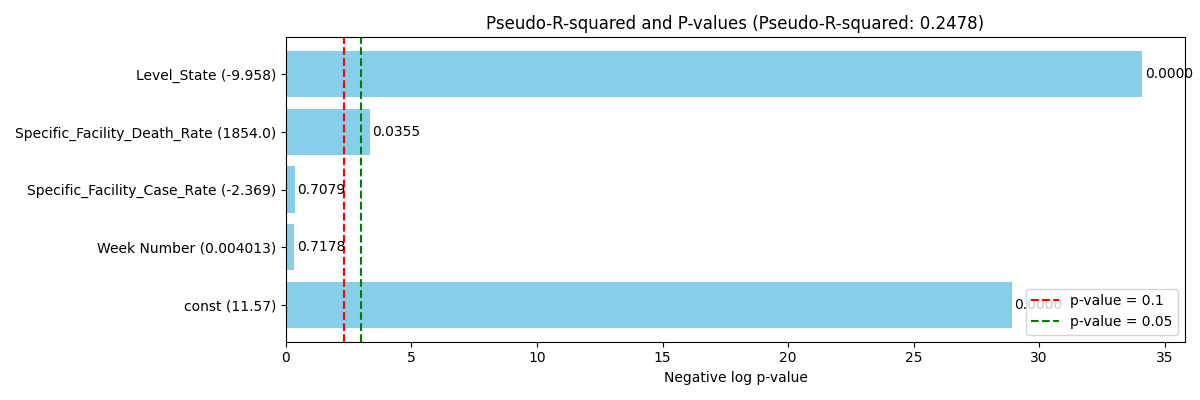 Pseudo-R-squared and P-values (Pseudo-R-squared: 0.2478)
Level_State (-9.958)
0.0000
Specific_Facility_Death_Rate (1854.0)
0.0355
Specific_Facility_Case_Rate (-2.369)
0.7079
Week Number (0.004013)
0.7178
const (11.57)
0.0000
p-value = 0.1
p-value = 0.05
0 5 10 15 20 25 30 35
Negative log p-value